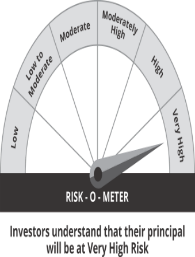 Low
Low to
Moderate
Moderate
Moderately
High
High
Very High
RISK - O - METER
Investors understand that their principal
will be at Very High Risk